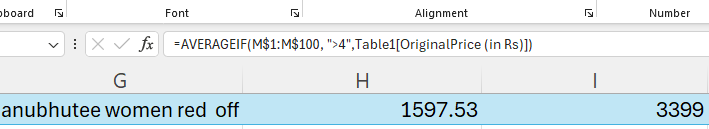 pboard Font Alignment Number
fx =AVERAGEIF(M$1:M$100, ">4",Table1[OriginalPrice (in Rs)])
G H I
anubhutee women red off 1597.53 3399